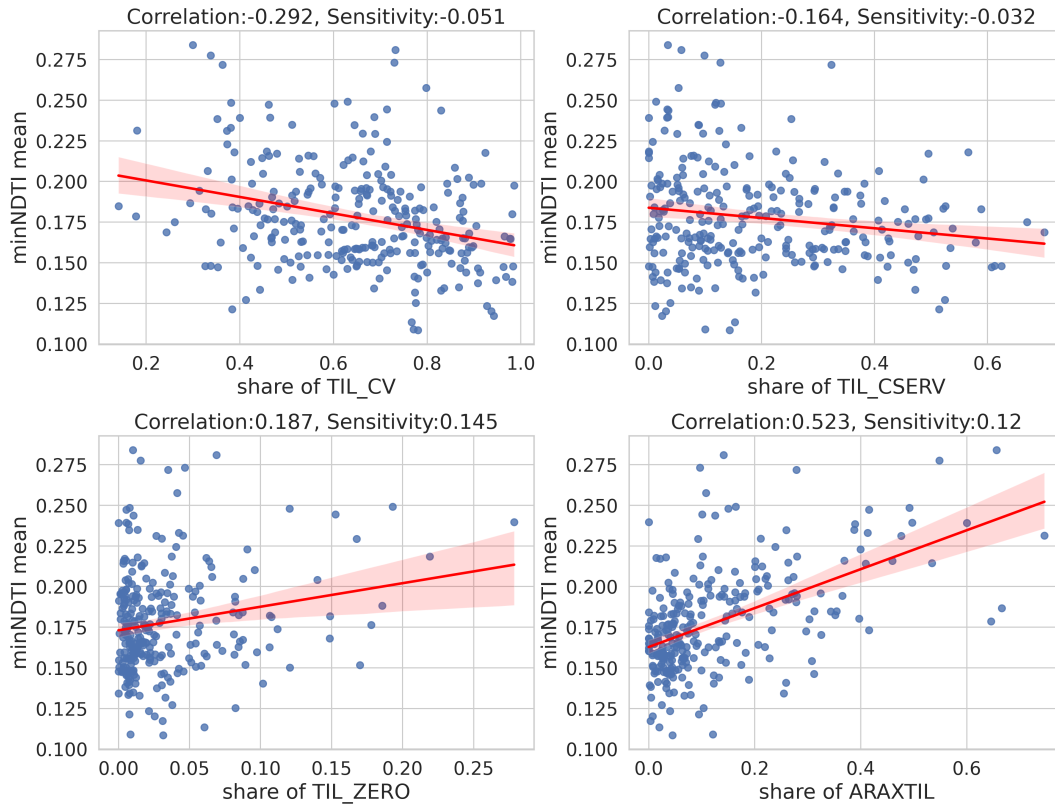 Correlation:-0.292, Sensitivity:-0.051
Correlation:-0.164, Sensitivity:-0.032
minNDTI mean
0.275
0.250
0.225
0.200
0.175
0.150
0.125
0.100
0.2 0.4 0.6 0.8 1.0
share of TIL_CV
minNDTI mean
0.275
0.250
0.225
0.200
0.175
0.150
0.125
0.100
0.0 0.2 0.4 0.6
share of TIL_CSERV
Correlation:0.187, Sensitivity:0.145
Correlation:0.523, Sensitivity:0.12
minNDTI mean
0.275
0.250
0.225
0.200
0.175
0.150
0.125
0.100
0.00 0.05 0.10 0.15 0.20 0.25
share of TIL_ZERO
minNDTI mean
0.275
0.250
0.225
0.200
0.175
0.150
0.125
0.100
0.0 0.2 0.4 0.6
share of ARAXTIL